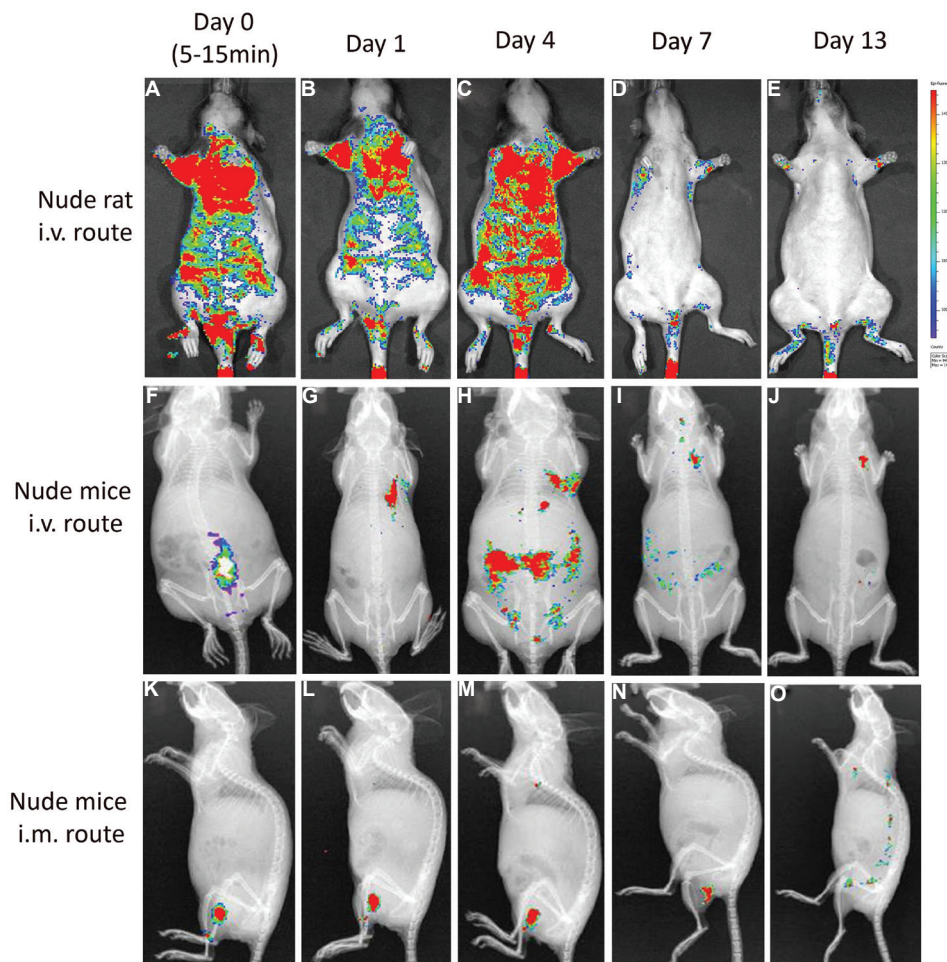 Day 0
(5-15min)
Day 1
Day 4
Day 7
Day 13
Nude rat
i.v. route
A
B
C
D
E
Nude mice
i.v. route
F
G
H
I
J
Nude mice
i.m. route
K
L
M
N
O
Counts